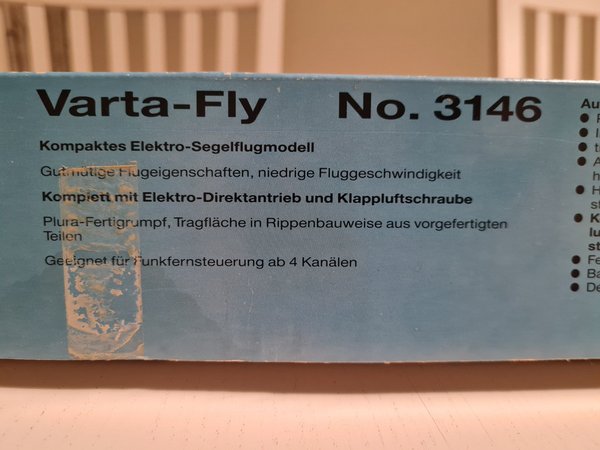 Varta-Fly No. 3146
Kompaktes Elektro-Segelflugmodell
Gutmütige Flugeigenschaften, niedrige Fluggeschwindigkeit
Komplett mit Elektro-Direktantrieb und Klappluftschraube
Plura-Fertigrumpf, Tragfläche in Rippenbauweise aus vorgefertigten
Teilen
Geeignet für Funkfernsteuerung ab 4 Kanälen